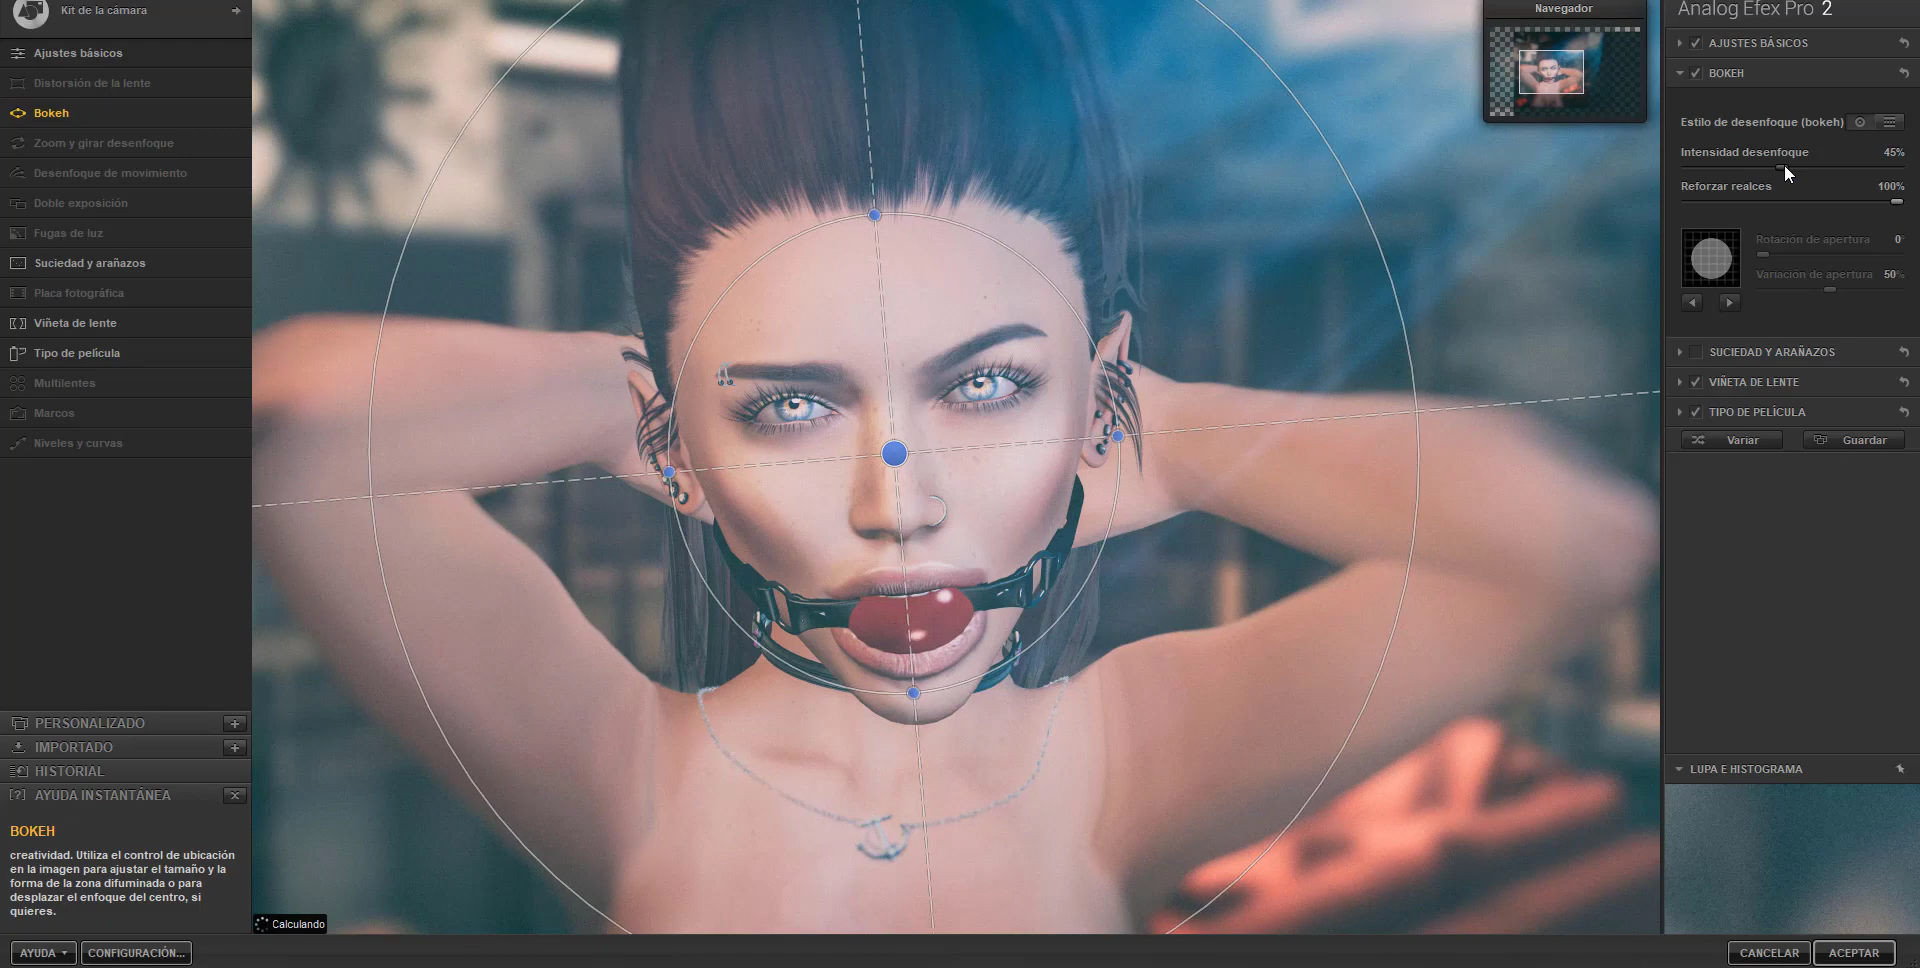 Kit de la cámara
Ajustes básicos
Distorsión de la lente
Bokeh
Zoom y girar desenfoque
Desenfoque de movimiento
Doble exposición
Fugas de luz
Suciedad y arañazos
Placa fotográfica
Viñeta de lente
Tipo de película
Multilentes
Marcos
Niveles y curvas
PERSONALIZADO
IMPORTADO
HISTORIAL
AYUDA INSTANTÁNEA
BOKEH
creatividad. Utiliza el control de ubicación
en la imagen para ajustar el tamaño y la
forma de la zona difuminada o para
desplazar el enfoque del centro, si
quieres.
AYUDA
CONFIGURACIÓN...
Calculando
Navegador
Analog Efex Pro 2
AJUSTES BÁSICOS
BOKEH
Estilo de desenfoque (bokeh)
Intensidad desenfoque 45%
Reforzar realces 100%
Rotación de apertura 0°
Variación de apertura 50%
SUCIEDAD Y ARAÑAZOS
VIÑETA DE LENTE
TIPO DE PELÍCULA
Variar
Guardar
LUPA E HISTOGRAMA
CANCELAR
ACEPTAR